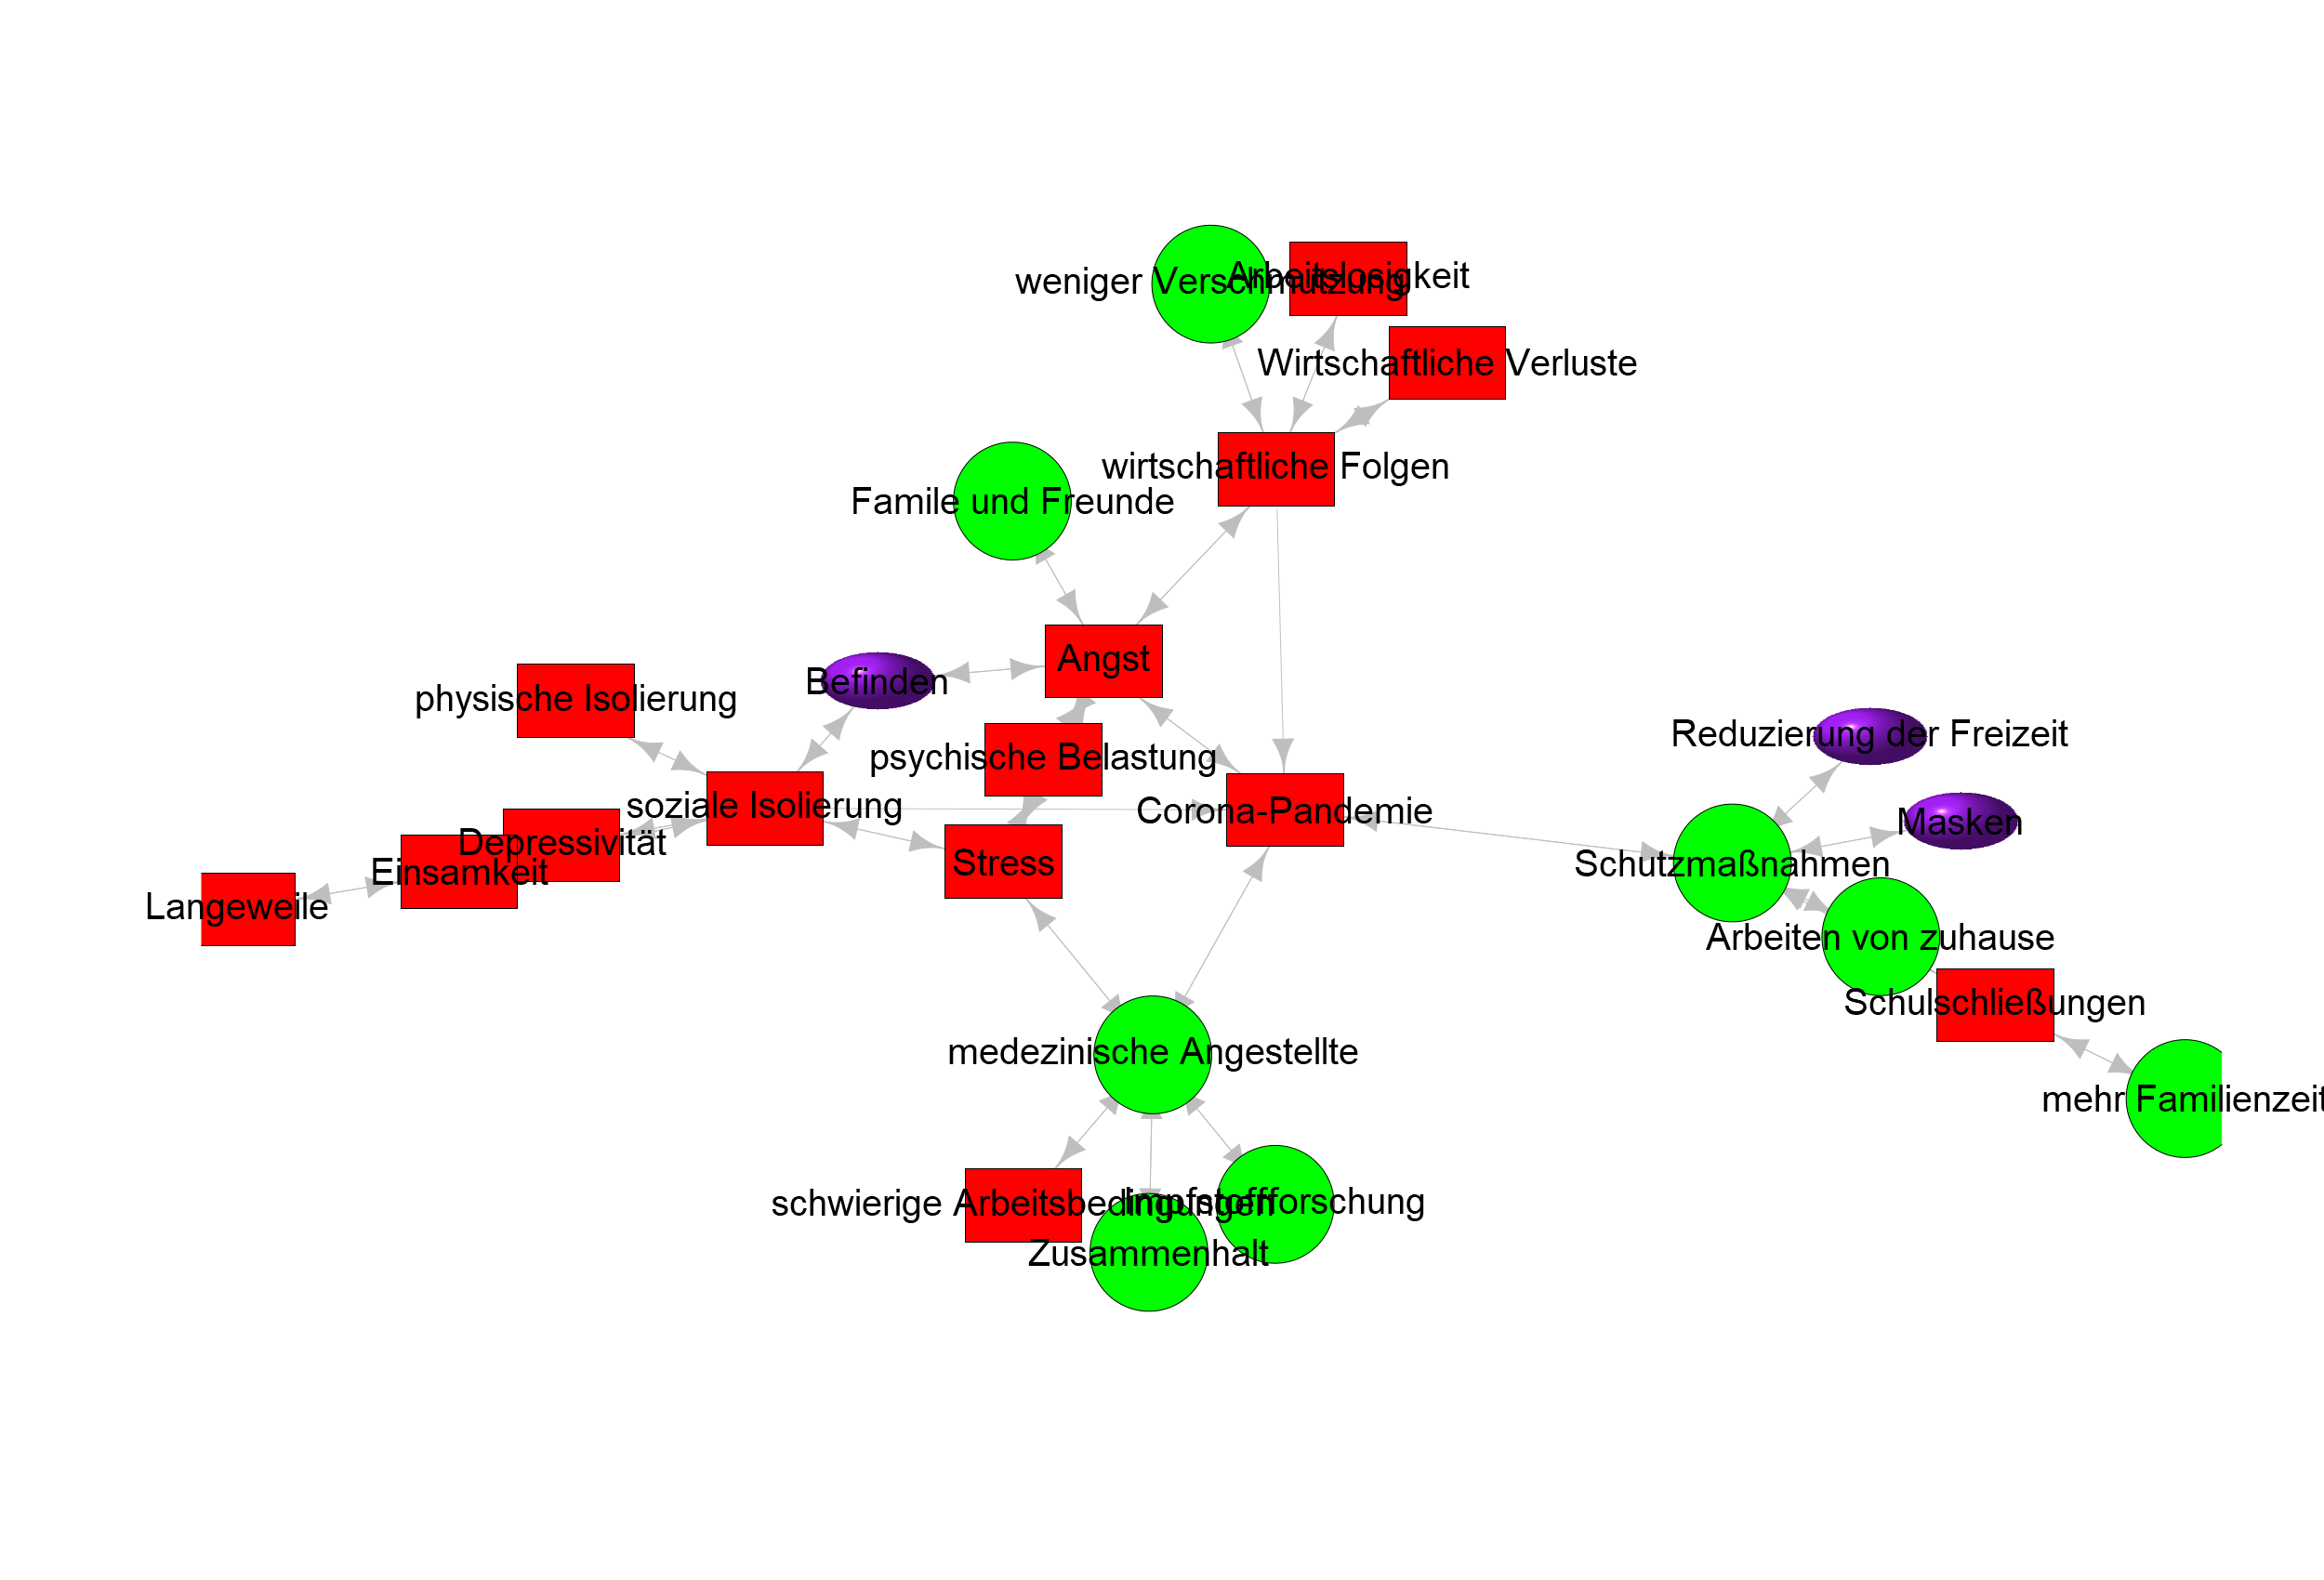 weniger Verschmutzung
Arbeitslosigkeit
Wirtschaftliche Verluste
wirtschaftliche Folgen
Famile und Freunde
Angst
Befinden
physische Isolierung
psychische Belastung
soziale Isolierung
Corona-Pandemie
Reduzierung der Freizeit
Masken
Depressivität
Einsamkeit
Stress
Schutzmaßnahmen
Langeweile
Arbeiten von zuhause
Schulschließungen
medezinische Angestellte
mehr Familienzeit
schwierige Arbeitsbedingungen
Impfstoffforschung
Zusammenhalt